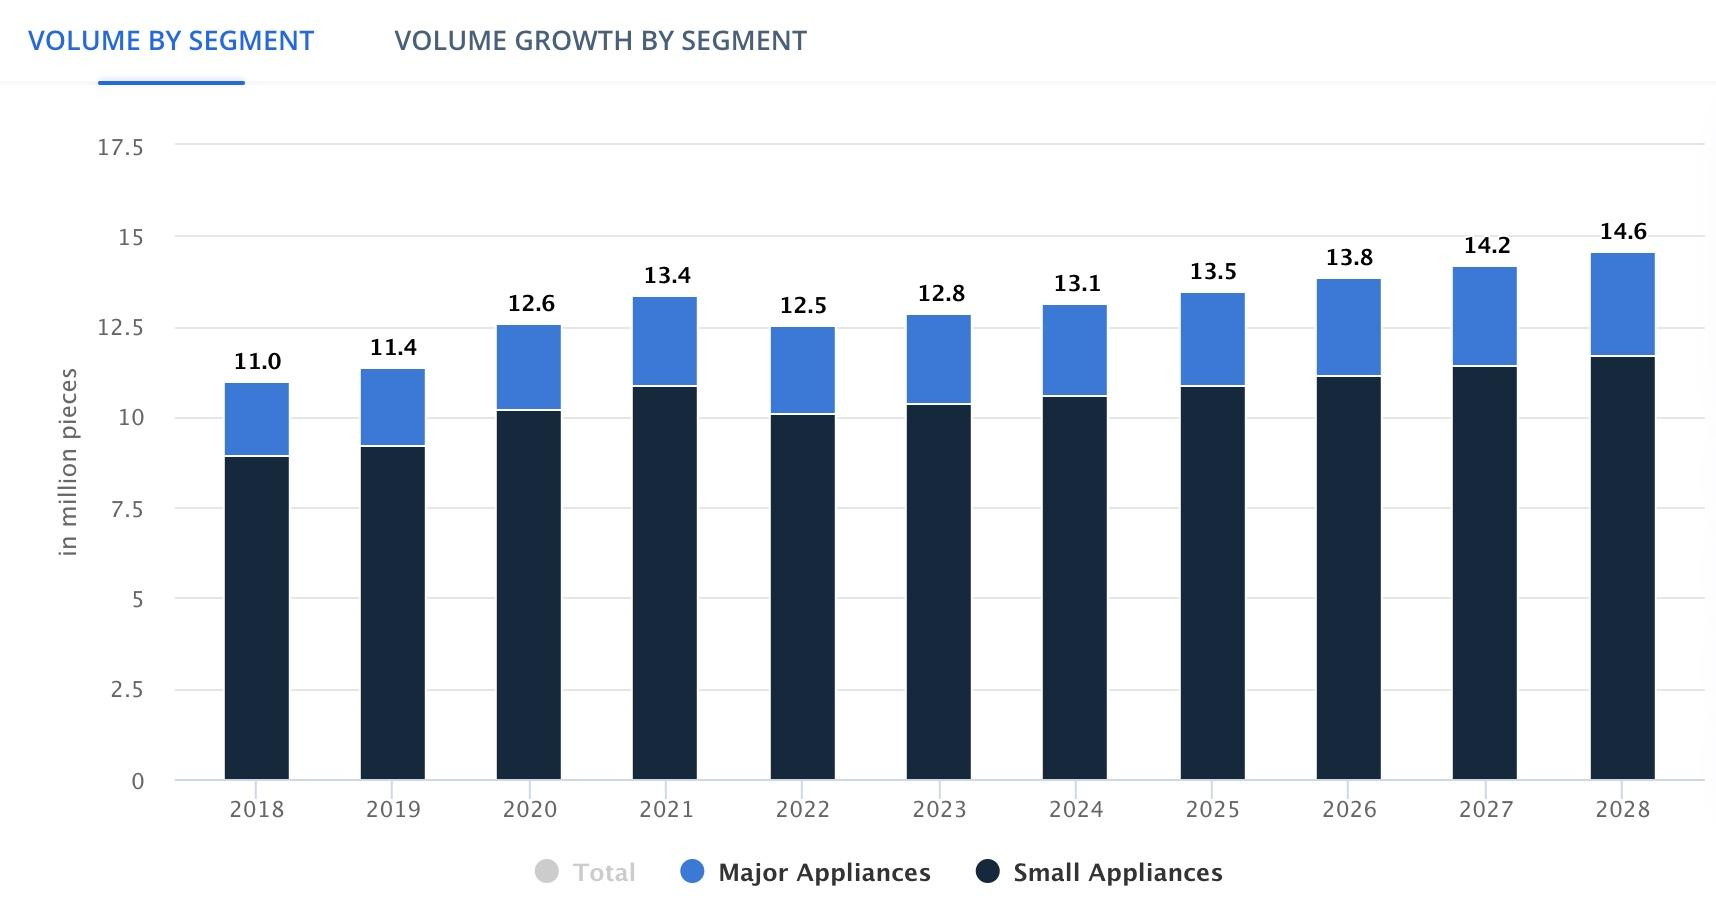 VOLUME BY SEGMENT VOLUME GROWTH BY SEGMENT
17.5
15
12.5
10
7.5
5
2.5
0
in million pieces
11.0 11.4 12.6 13.4 12.5 12.8 13.1 13.5 13.8 14.2 14.6
2018 2019 2020 2021 2022 2023 2024 2025 2026 2027 2028
Total Major Appliances Small Appliances